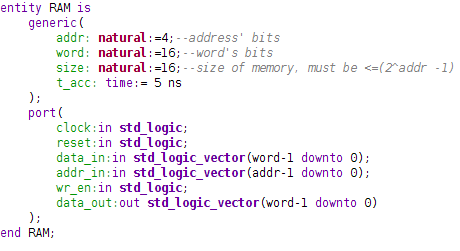 entity RAM is
generic(
addr: natural:=4;--address' bits
word: natural:=16;--word's bits
size: natural:=16;--size of memory, must be <=(2^addr -1)
t_acc: time:= 5 ns
);
port(
clock:in std_logic;
reset:in std_logic;
data_in:in std_logic_vector(word-1 downto 0);
addr_in:in std_logic_vector(addr-1 downto 0);
wr_en:in std_logic;
data_out:out std_logic_vector(word-1 downto 0)
);
end RAM;